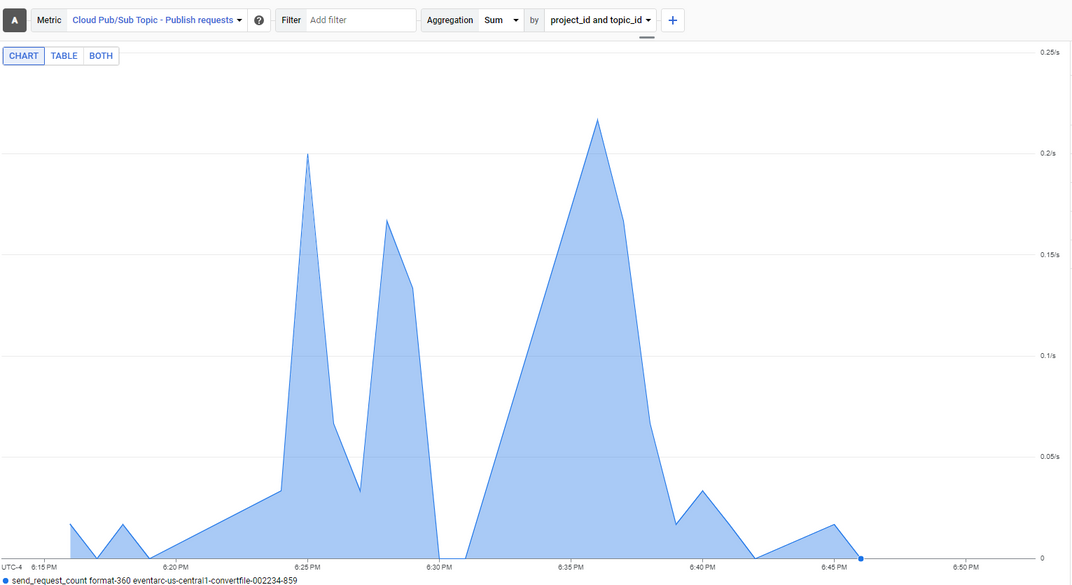 A Metric Cloud Pub/Sub Topic - Publish requests ? Filter Add filter Aggregation Sum by project_id and topic_id +
CHART TABLE BOTH
0.25/s
0.2/s
0.15/s
0.1/s
0.05/s
0
UTC-4 6:15 PM 6:20 PM 6:25 PM 6:30 PM 6:35 PM 6:40 PM 6:45 PM 6:50 PM
send_request_count format-360 eventarc-us-central1-convertfile-002234-859